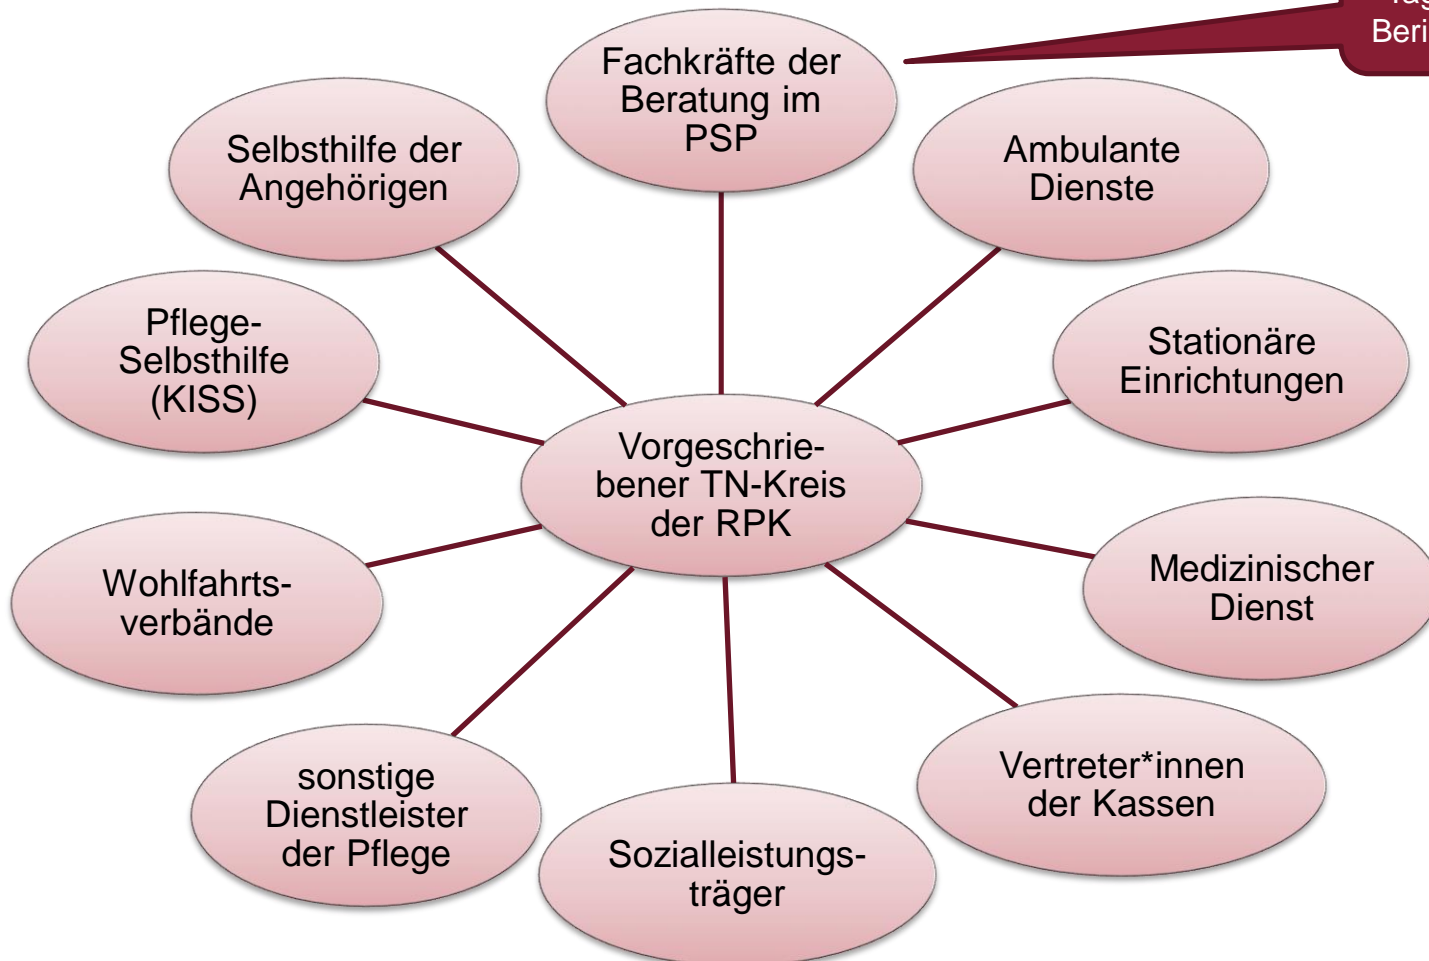 Fachkräfte der
Beratung im
PSP
Ambulante
Dienste
Stationäre
Einrichtungen
Medizinischer
Dienst
Vertreter*innen
der Kassen
Sozialleistungs-
träger
sonstige
Dienstleister
der Pflege
Wohlfahrts-
verbände
Pflege-
Selbsthilfe
(KISS)
Selbsthilfe der
Angehörigen
Vorgeschrie-
bener TN-Kreis
der RPK